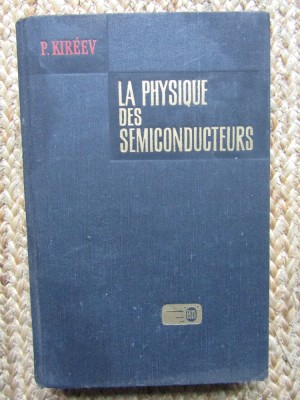 P. KIRÉEV
LA PHYSIQUE
DES
SEMICONDUCTEURS